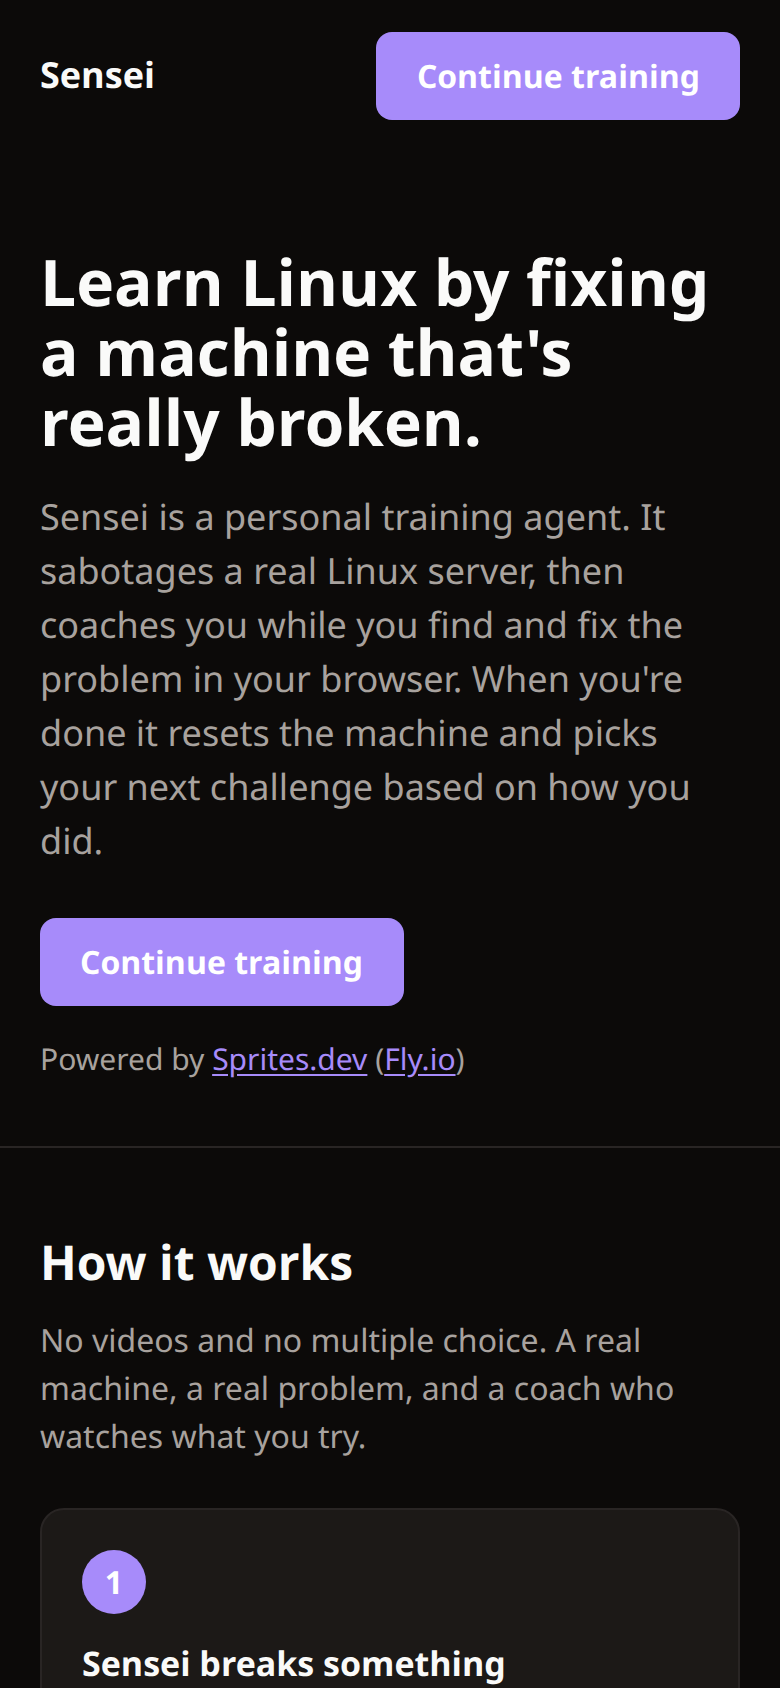 Sensei
Continue training
Learn Linux by fixing
a machine that's
really broken.
Sensei is a personal training agent. It
sabotages a real Linux server, then
coaches you while you find and fix the
problem in your browser. When you're
done it resets the machine and picks
your next challenge based on how you
did.
Continue training
Powered by Sprites.dev (Fly.io)
How it works
No videos and no multiple choice. A real
machine, a real problem, and a coach who
watches what you try.
1
Sensei breaks something